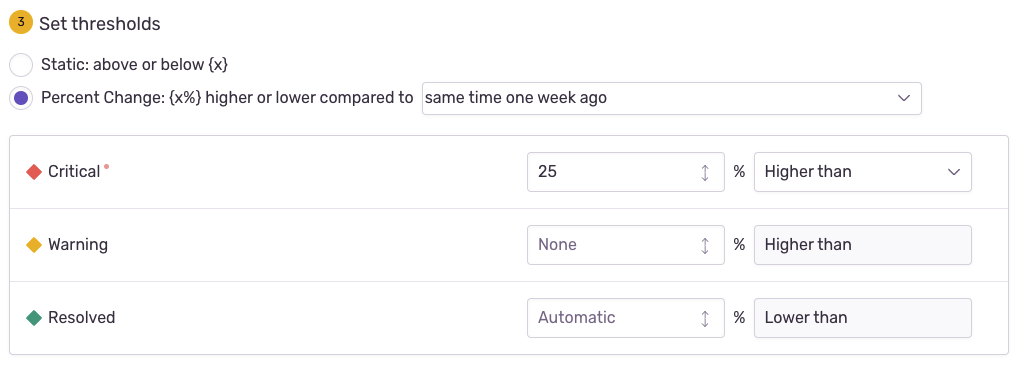 3 Set thresholds
Static: above or below {x}
Percent Change: {x%} higher or lower compared to same time one week ago
Critical 25 % Higher than
Warning None % Higher than
Resolved Automatic % Lower than